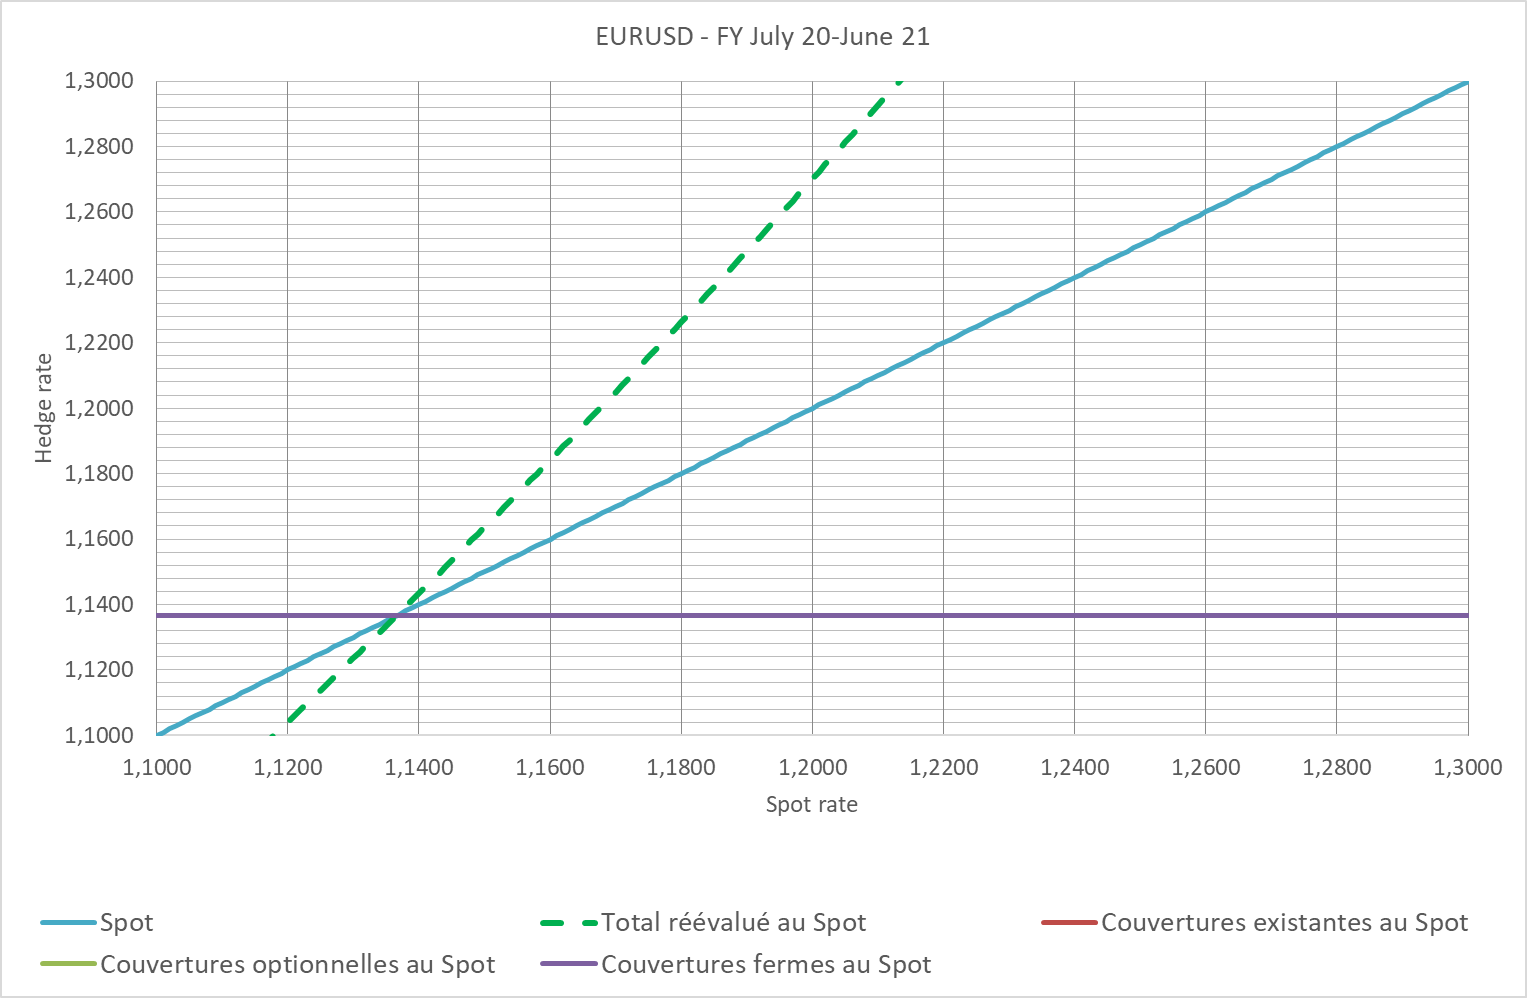 EURUSD - FY July 20-June 21
1,3000
1,2800
1,2600
1,2400
1,2200
1,2000
1,1800
1,1600
1,1400
1,1200
1,1000
Hedge rate
1,1000 1,1200 1,1400 1,1600 1,1800 1,2000 1,2200 1,2400 1,2600 1,2800 1,3000
Spot rate
Spot Total réévalué au Spot Couvertures existantes au Spot
Couvertures optionnelles au Spot Couvertures fermes au Spot